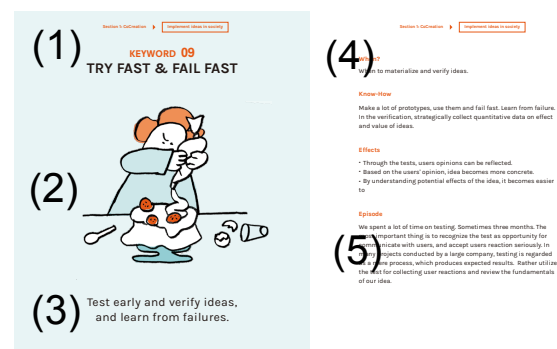 Section 1: CoCreation
Implement ideas in society
(1)
KEYWORD 09
TRY FAST & FAIL FAST
(2)
(3)
Test early and verify ideas,
and learn from failures.
Section 1: CoCreation
Implement ideas in society
(4)
When?
When to materialize and verify ideas.
Know-How
Make a lot of prototypes, use them and fail fast. Learn from failure.
In the verification, strategically collect quantitative data on effect
and value of ideas.
Effects
- Through the tests, users opinions can be reflected.
- Based on the users' opinion, idea becomes more concrete.
- By understanding potential effects of the idea, it becomes easier
to
Episode
We spent a lot of time on testing. Sometimes three months. The
most important thing is to recognize the test as opportunity for
communicate with users, and accept users reaction seriously. In
many projects conducted by a large company, testing is regarded
(5)
as a mere process, which produces expected results. Rather utilize
the test for collecting user reactions and review the fundamentals
of our idea.